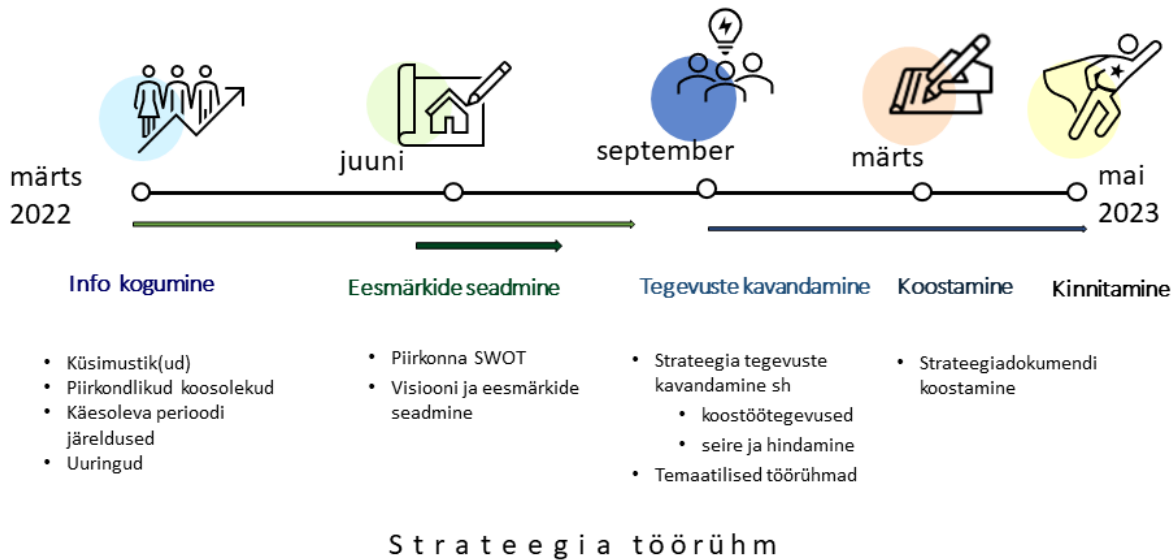 märts
2022
juuni
september
märts
mai
2023
Info kogumine
Eesmärkide seadmine
Tegevuste kavandamine
Koostamine
Kinnitamine
• Küsimustik(ud)
• Piirkondlikud koosolekud
• Käesoleva perioodi
järeldused
• Uuringud
• Piirkonna SWOT
• Visiooni ja eesmärkide
seadmine
• Strateegia tegevuste
kavandamine sh
• koostöötegevused
• seire ja hindamine
• Temaatilised töörühmad
• Strateegiadokumendi
koostamine
Strateegia töörühm